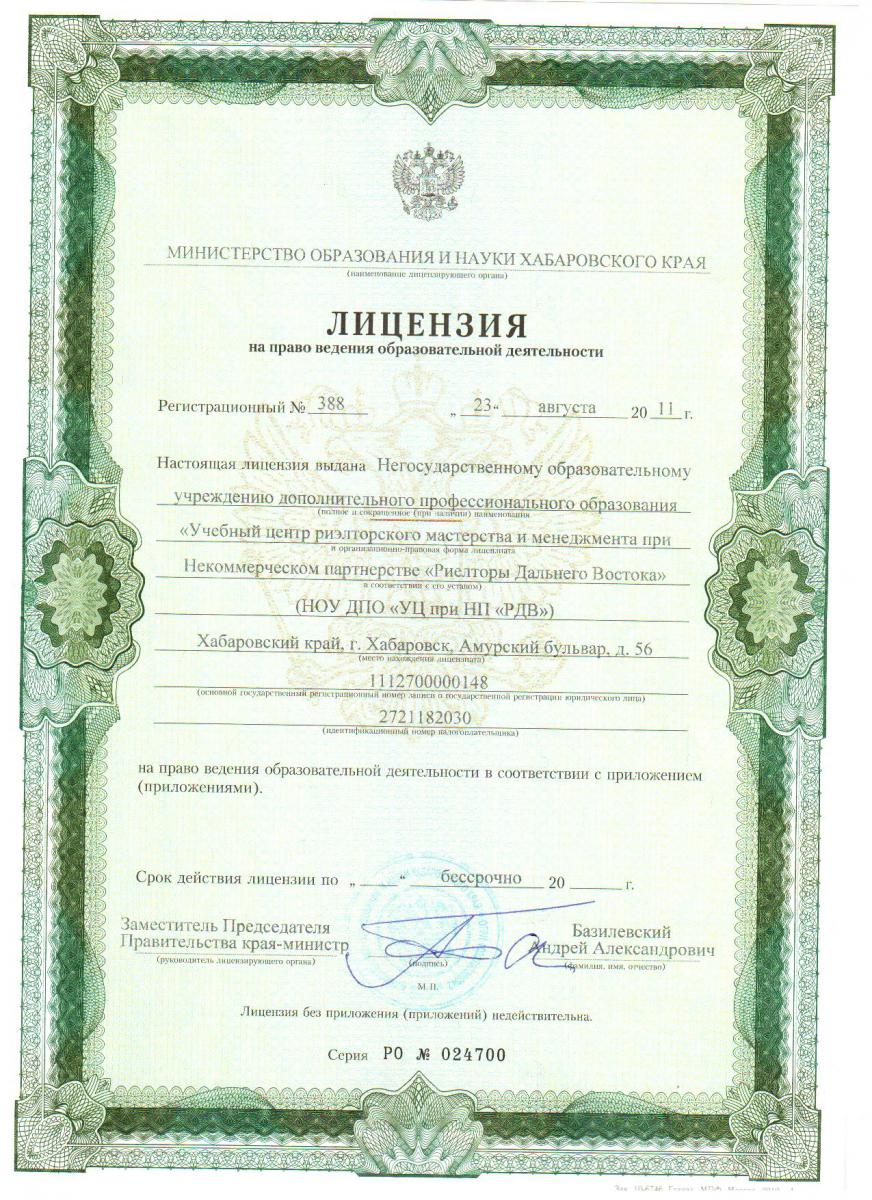 МИНИСТЕРСТВО ОБРАЗОВАНИЯ И НАУКИ ХАБАРОВСКОГО КРАЯ
(наименование лицензирующего органа)
ЛИЦЕНЗИЯ
на право ведения образовательной деятельности
Регистрационный № 388 „ 23 “ августа 20 11 г.
Настоящая лицензия выдана Негосударственному образовательному
учреждению дополнительного профессионального образования
(полное и сокращенное (при наличии) наименования
«Учебный центр риэлторского мастерства и менеджмента при
и организационно-правовая форма лицензиата
Некоммерческом партнерстве «Риелторы Дальнего Востока»
в соответствии с его уставом)
(НОУ ДПО «УЦ при НП «РДВ»)
Хабаровский край, г. Хабаровск, Амурский бульвар, д. 56
(место нахождения лицензиата)
1112700000148
(основной государственный регистрационный номер записи о государственной регистрации юридического лица)
2721182030
(идентификационный номер налогоплательщика)
на право ведения образовательной деятельности в соответствии с приложением
(приложениями).
Срок действия лицензии по „ “ бессрочно 20 г.
Заместитель Председателя
Правительства края-министр
(руководитель лицензирующего органа)
(подпись)
Базилевский
Андрей Александрович
(фамилия, имя, отчество)
М.П.
Лицензия без приложения (приложений) недействительна.
Серия РО № 024700